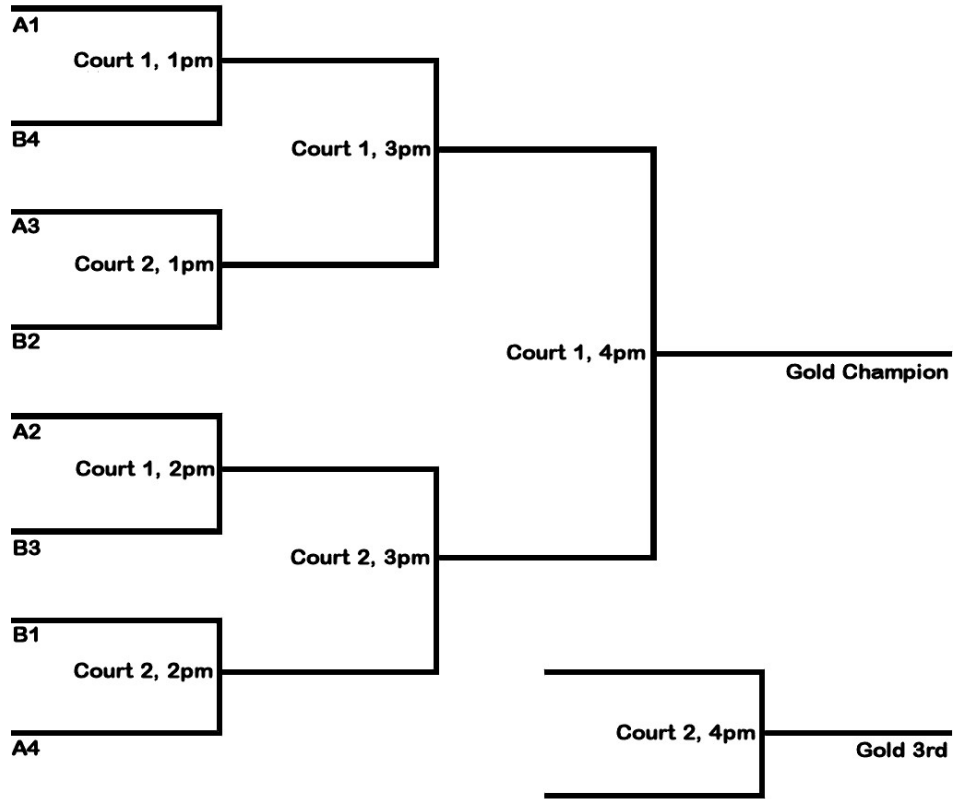 A1
Court 1, 1pm
B4
Court 1, 3pm
A3
Court 2, 1pm
B2
Court 1, 4pm
Gold Champion
A2
Court 1, 2pm
B3
Court 2, 3pm
B1
Court 2, 2pm
A4
Court 2, 4pm
Gold 3rd